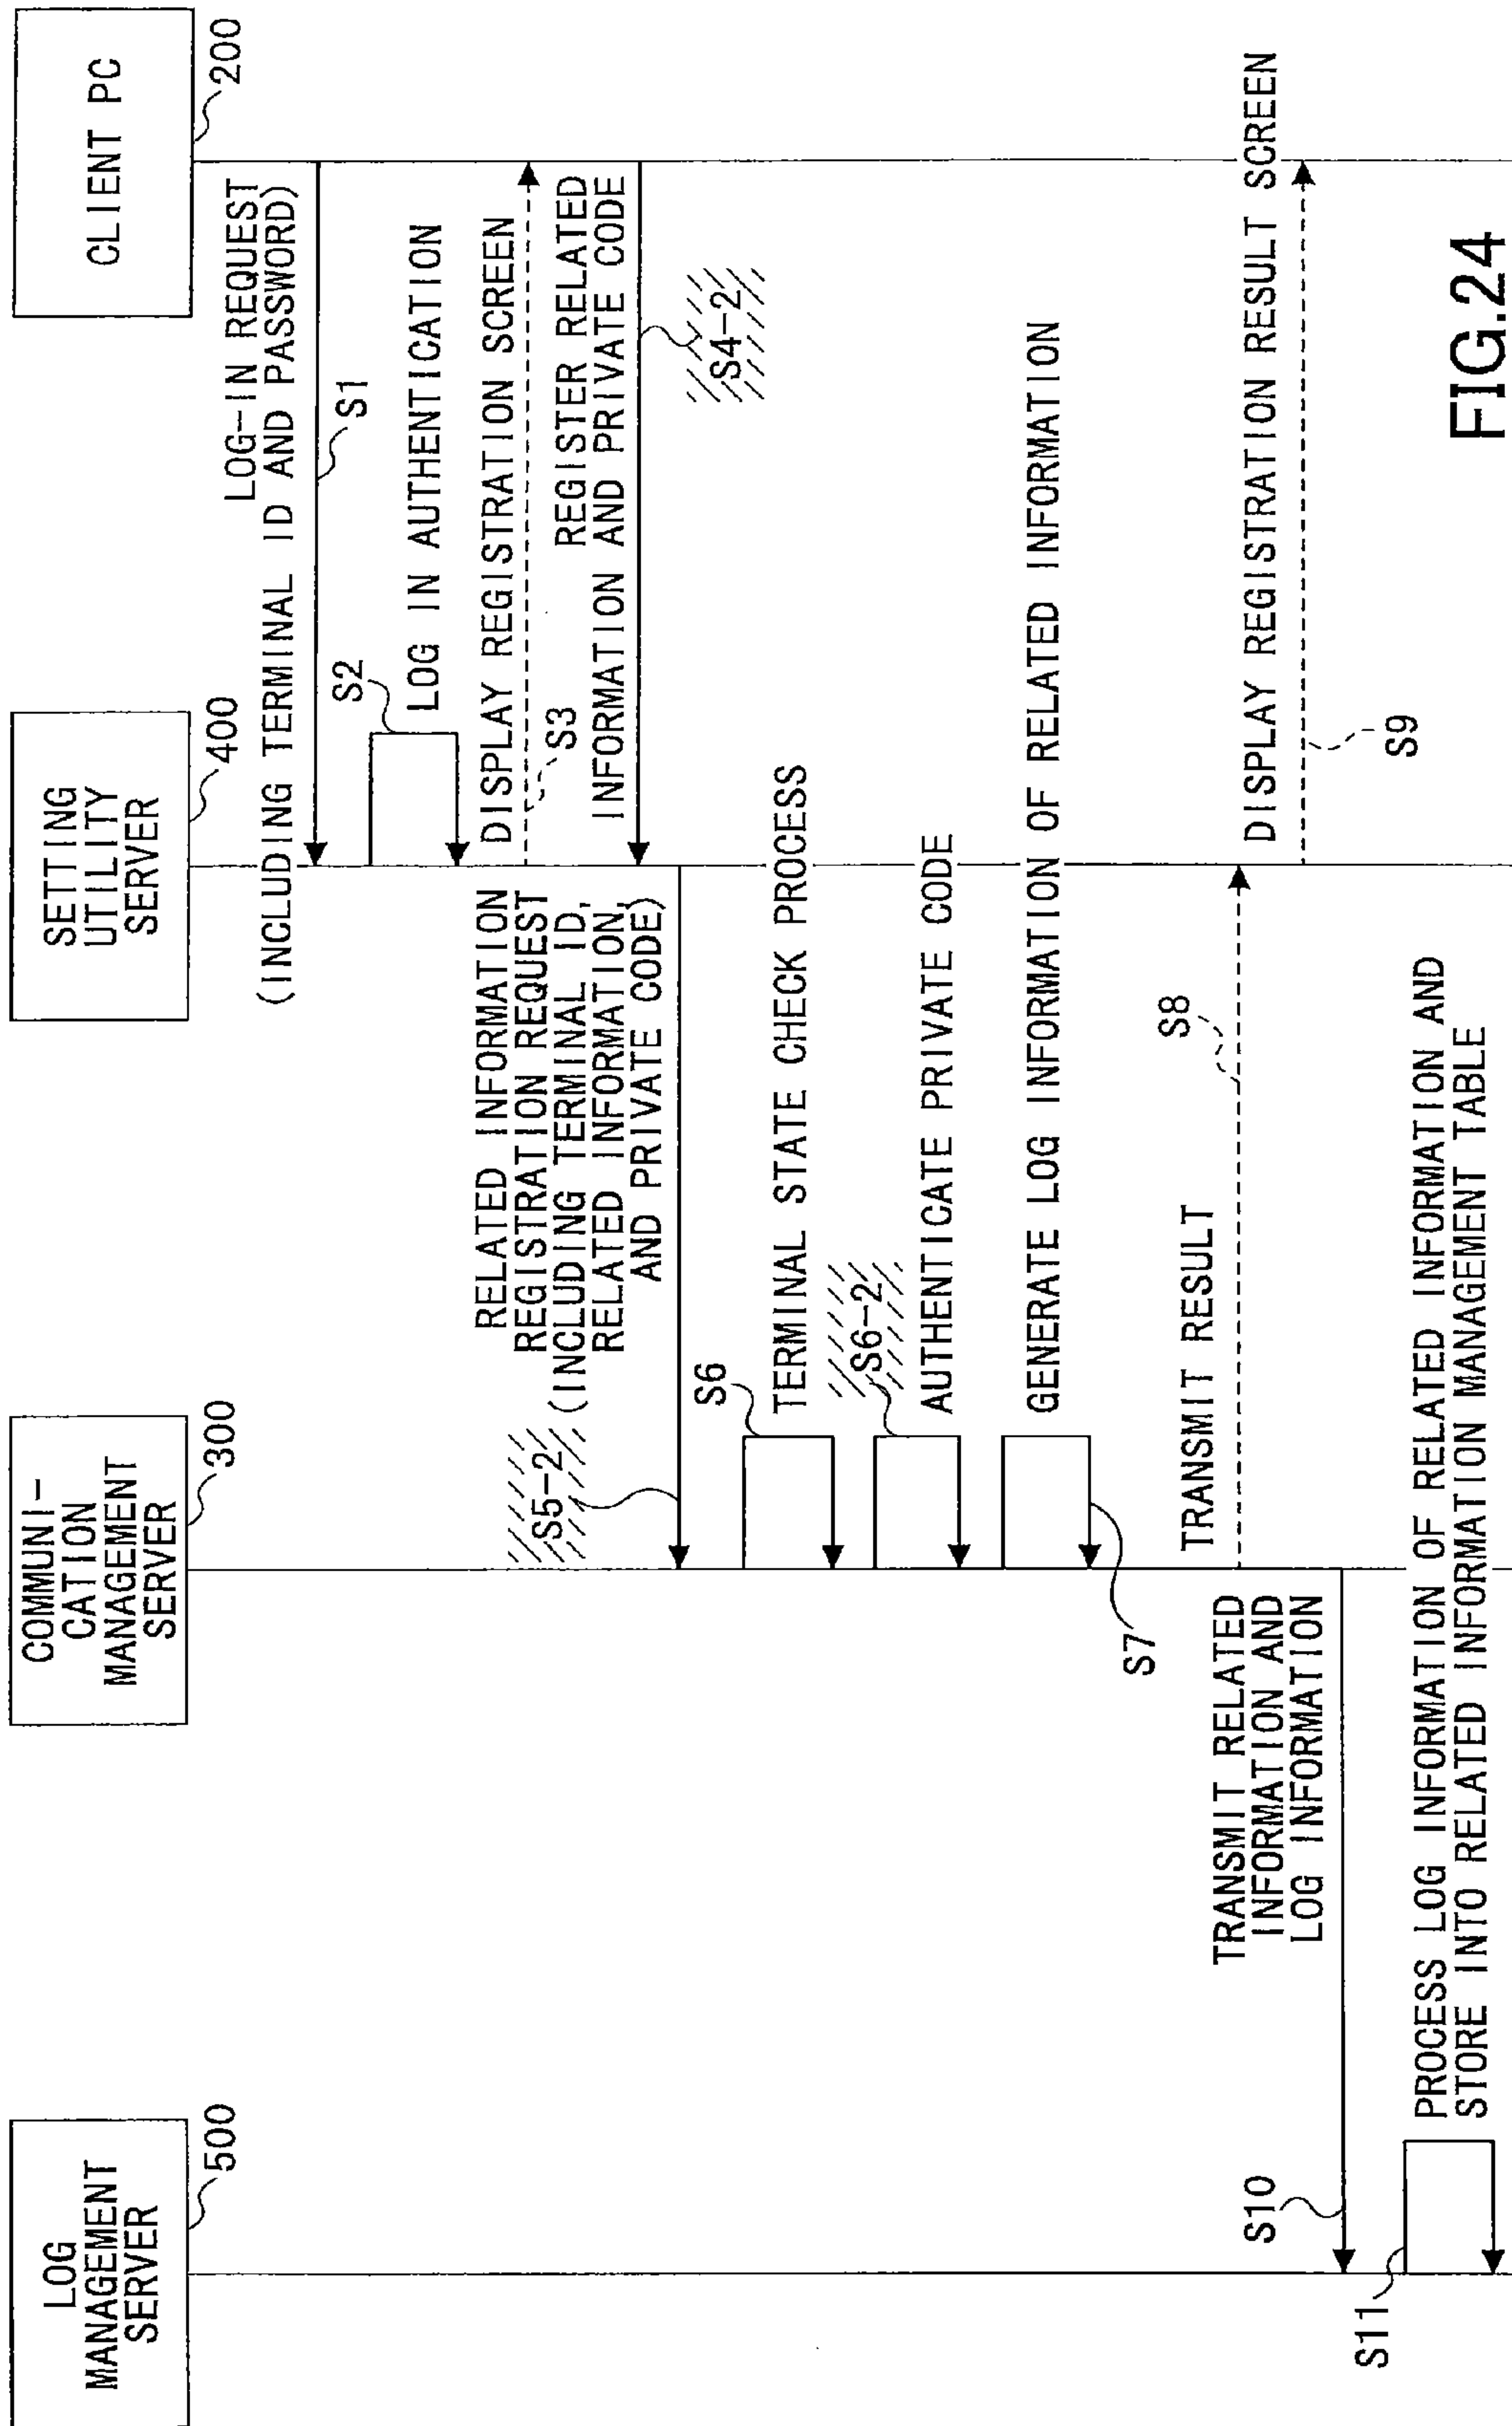 LOG
MANAGEMENT
SERVER
500
COMMUNI-
CATION
MANAGEMENT
SERVER
300
SETTING
UTILITY
SERVER
400
CLIENT PC
200
LOG-IN REQUEST
(INCLUDING TERMINAL ID AND PASSWORD)
S1
S2
LOG IN AUTHENTICATION
DISPLAY REGISTRATION SCREEN
S3
REGISTER RELATED
INFORMATION AND PRIVATE CODE
S4-2
RELATED INFORMATION
REGISTRATION REQUEST
(INCLUDING TERMINAL ID,
RELATED INFORMATION,
AND PRIVATE CODE)
S5-2
S6
TERMINAL STATE CHECK PROCESS
S6-2
AUTHENTICATE PRIVATE CODE
GENERATE LOG INFORMATION OF RELATED INFORMATION
S7
TRANSMIT RESULT
S8
DISPLAY REGISTRATION RESULT SCREEN
S9
TRANSMIT RELATED
INFORMATION AND
LOG INFORMATION
S10
S11
PROCESS LOG INFORMATION OF RELATED INFORMATION AND
STORE INTO RELATED INFORMATION MANAGEMENT TABLE
FIG.24